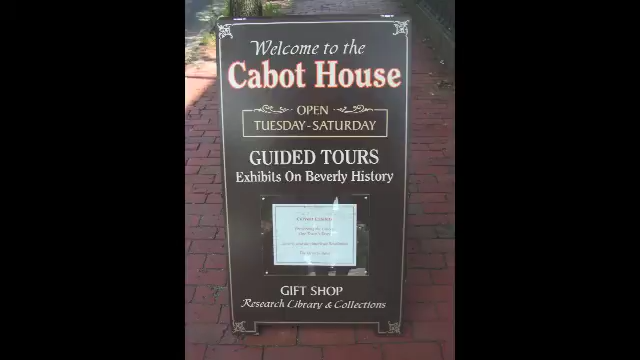 Welcome to the
Cabot House
OPEN
TUESDAY-SATURDAY
GUIDED TOURS
Exhibits On Beverly History
GIFT SHOP
Research Library & Collections